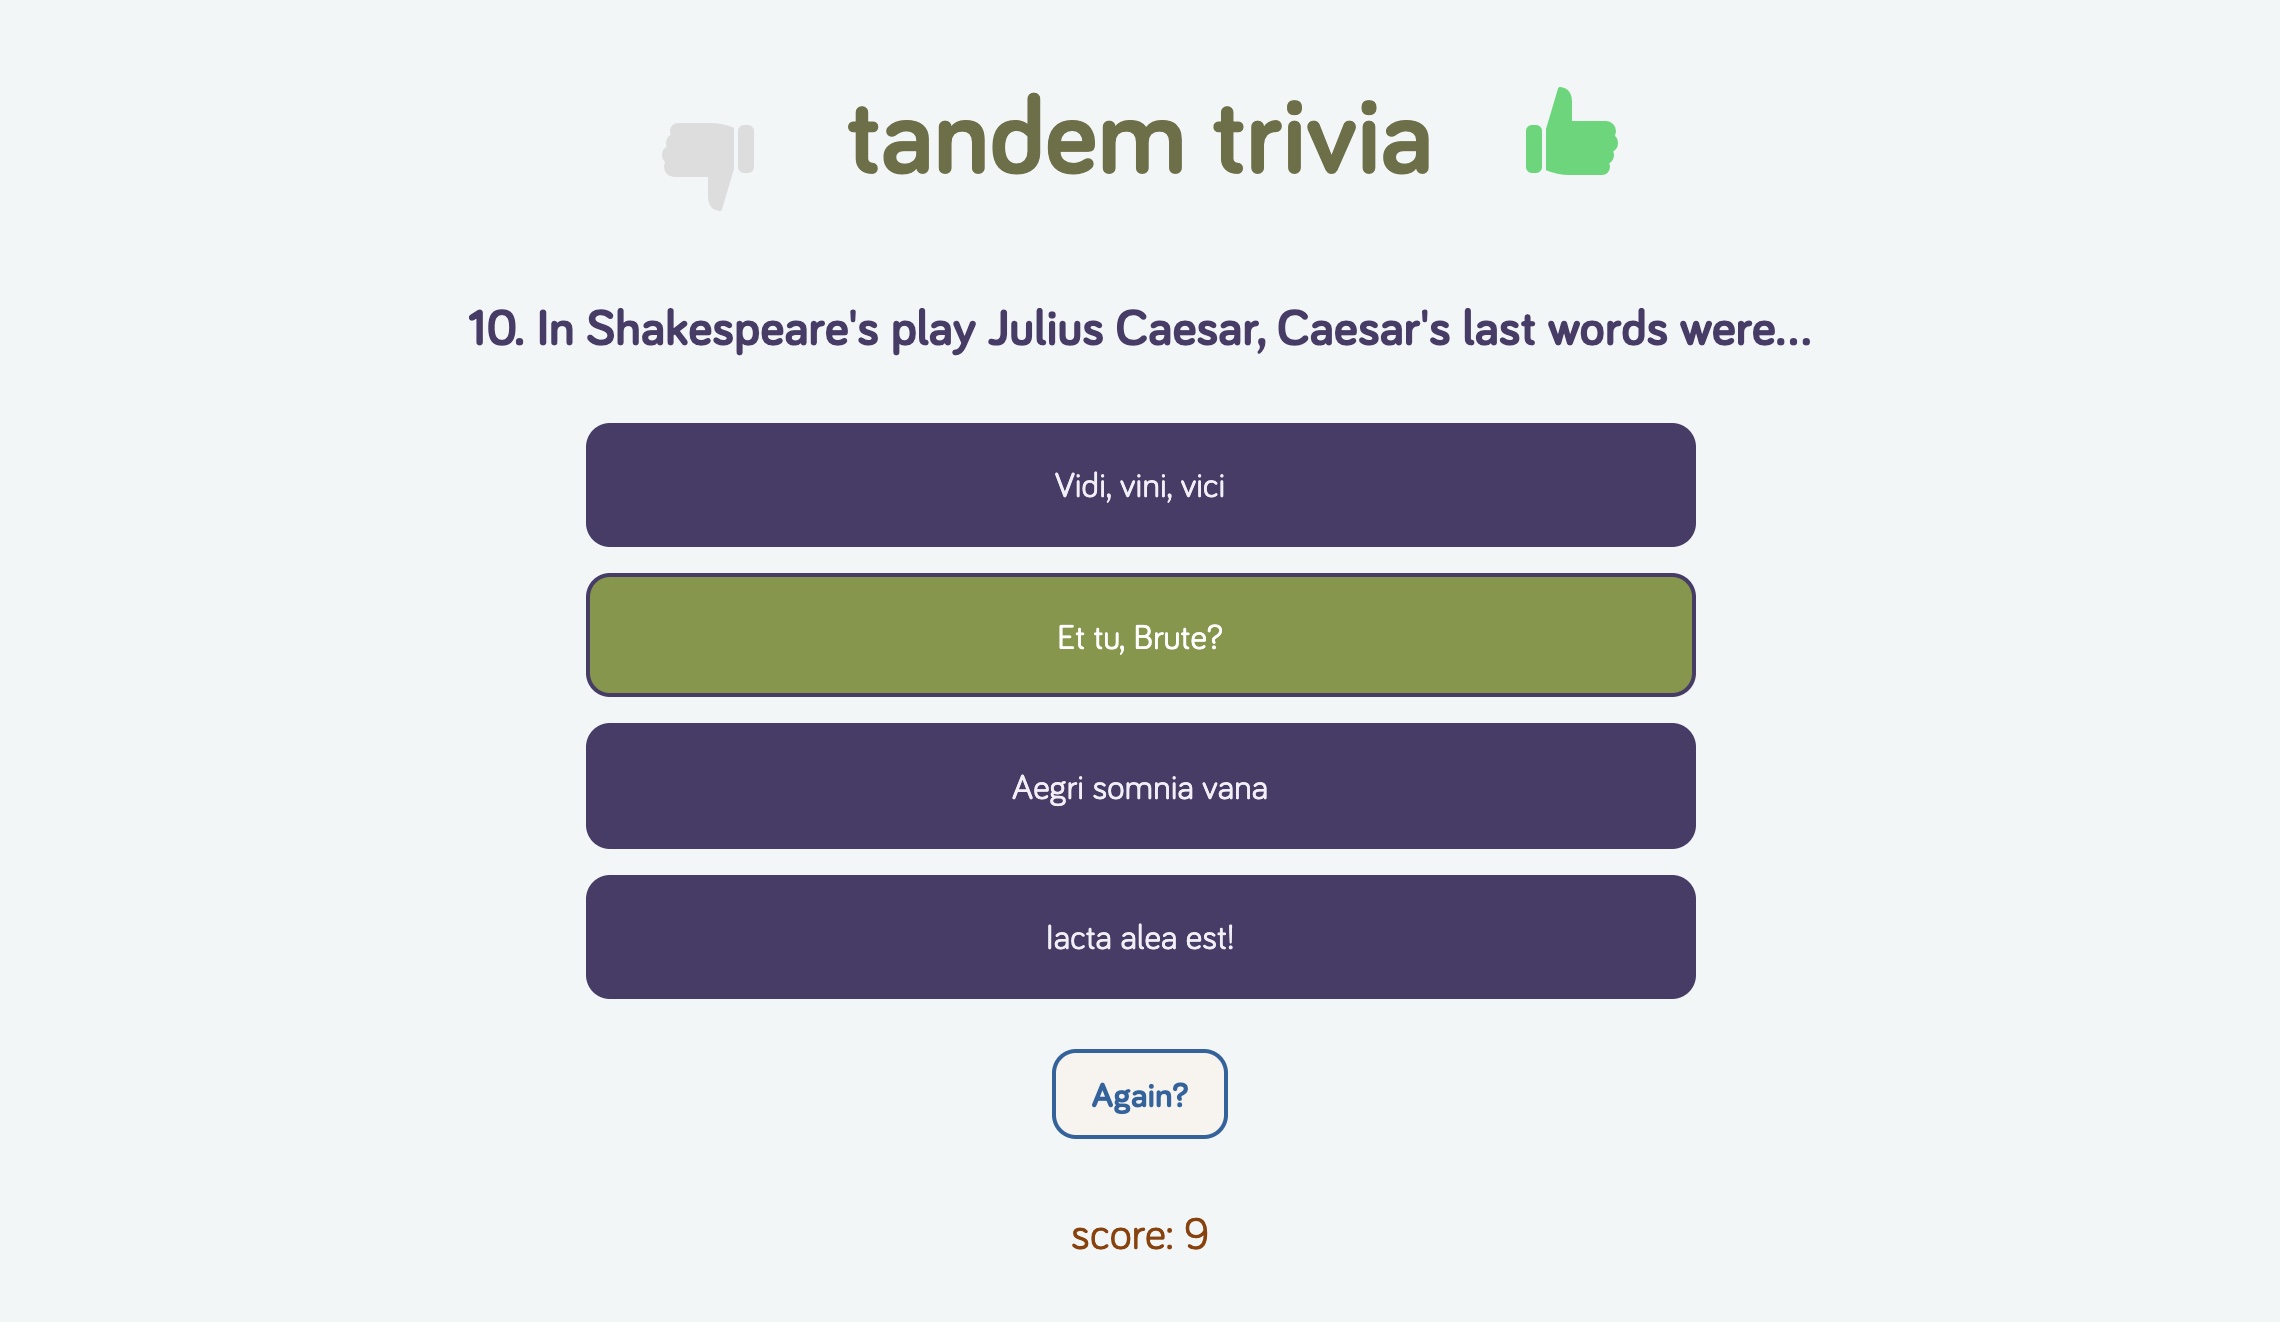 tandem trivia
10. In Shakespeare's play Julius Caesar, Caesar's last words were...
Vidi, vini, vici
Et tu, Brute?
Aegri somnia vana
Iacta alea est!
Again?
score: 9